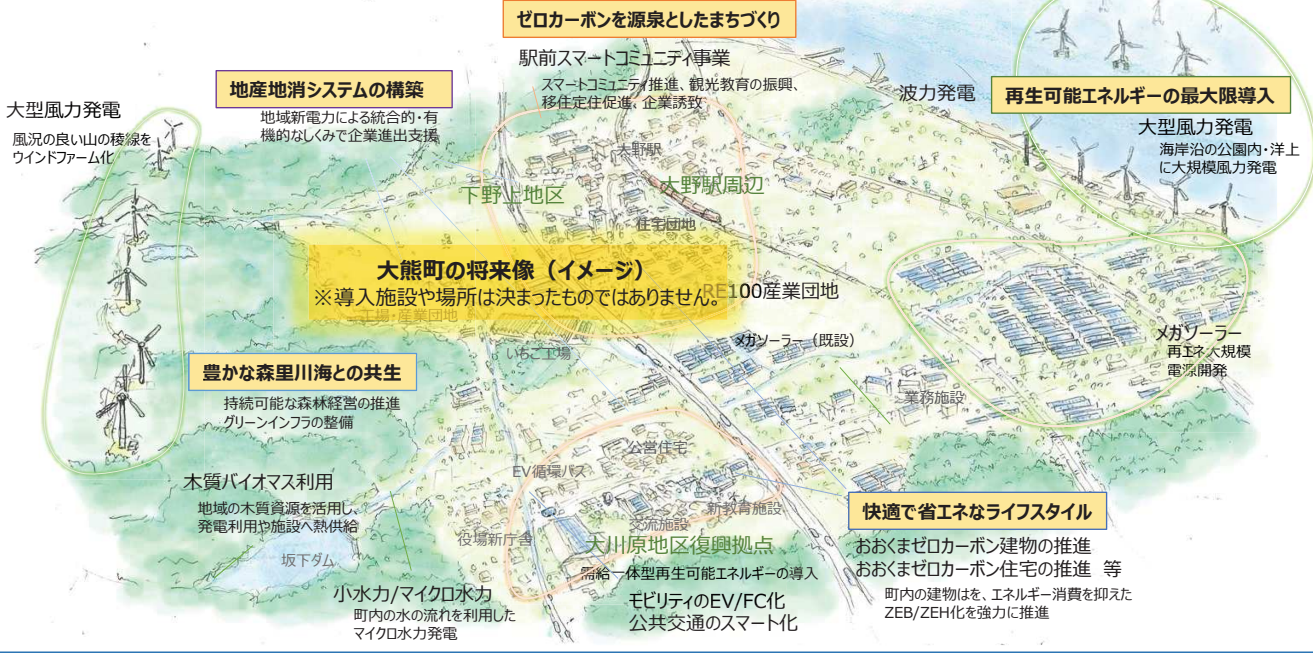 ゼロカーボンを源泉としたまちづくり
駅前スマートコミュニティ事業
スマートコミュニティ推進、観光教育の振興、
移住定住促進、企業誘致
地産地消システムの構築
地域新電力による統合的・有
機的なしくみで企業進出支援
大型風力発電
風況の良い山の稜線を
ウインドファーム化
波力発電
再生可能エネルギーの最大限導入
大型風力発電
海岸沿の公園内・洋上
に大規模風力発電
大野駅
下野上地区
大野駅周辺
住宅団地
大熊町の将来像（イメージ）
※導入施設や場所は決まったものではありません。
RE100産業団地
工場・産業団地
いちご工場
メガソーラー（既設）
メガソーラー
再エネ大規模
電源開発
豊かな森里川海との共生
持続可能な森林経営の推進
グリーンインフラの整備
業務施設
公営住宅
EV循環バス
木質バイオマス利用
地域の木質資源を活用し、
発電利用や施設へ熱供給
新教育施設
交流施設
役場新庁舎
大川原地区復興拠点
坂下ダム
需給一体型再生可能エネルギーの導入
モビリティのEV/FC化
公共交通のスマート化
小水力/マイクロ水力
町内の水の流れを利用した
マイクロ水力発電
快適で省エネなライフスタイル
おおくまゼロカーボン建物の推進
おおくまゼロカーボン住宅の推進 等
町内の建物はを、エネルギー消費を抑えた
ZEB/ZEH化を強力に推進